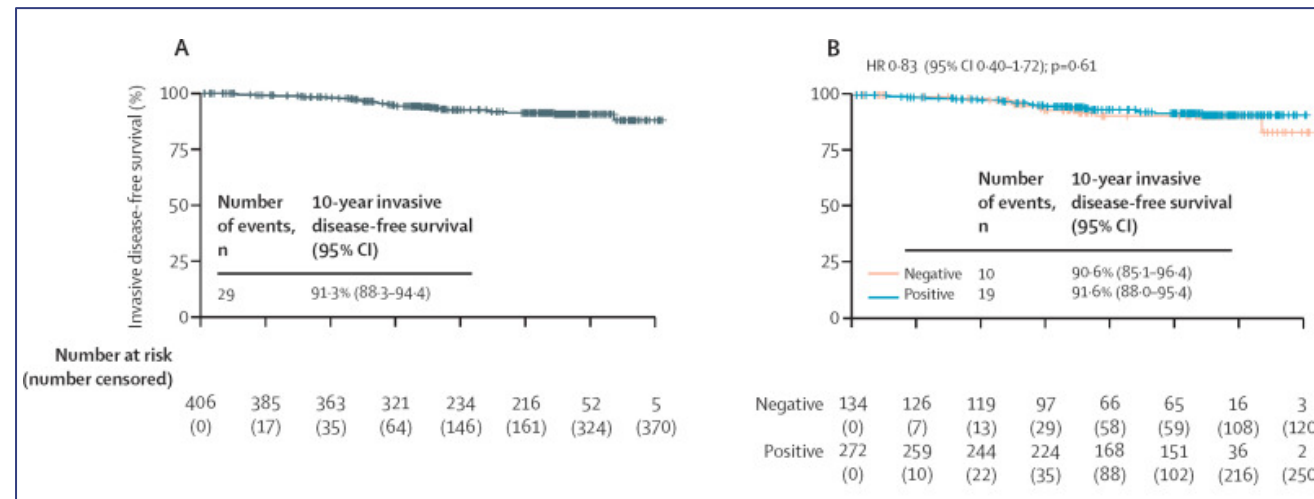 A
Invasive disease-free survival (%)
100
75
50
25
0
Number of events, n
10-year invasive disease-free survival (95% CI)
29 91·3% (88·3–94·4)
Number at risk
(number censored)
406 385 363 321 234 216 52 5
(0) (17) (35) (64) (146) (161) (324) (370)
B
HR 0·83 (95% CI 0·40–1·72); p=0·61
100
75
50
25
0
Number of events, n
10-year invasive disease-free survival (95% CI)
Negative 10 90·6% (85·1–96·4)
Positive 19 91·6% (88·0–95·4)
Negative 134 126 119 97 66 65 16 3
(0) (7) (13) (29) (58) (59) (108) (120
Positive 272 259 244 224 168 151 36 2
(0) (10) (22) (35) (88) (102) (216) (250